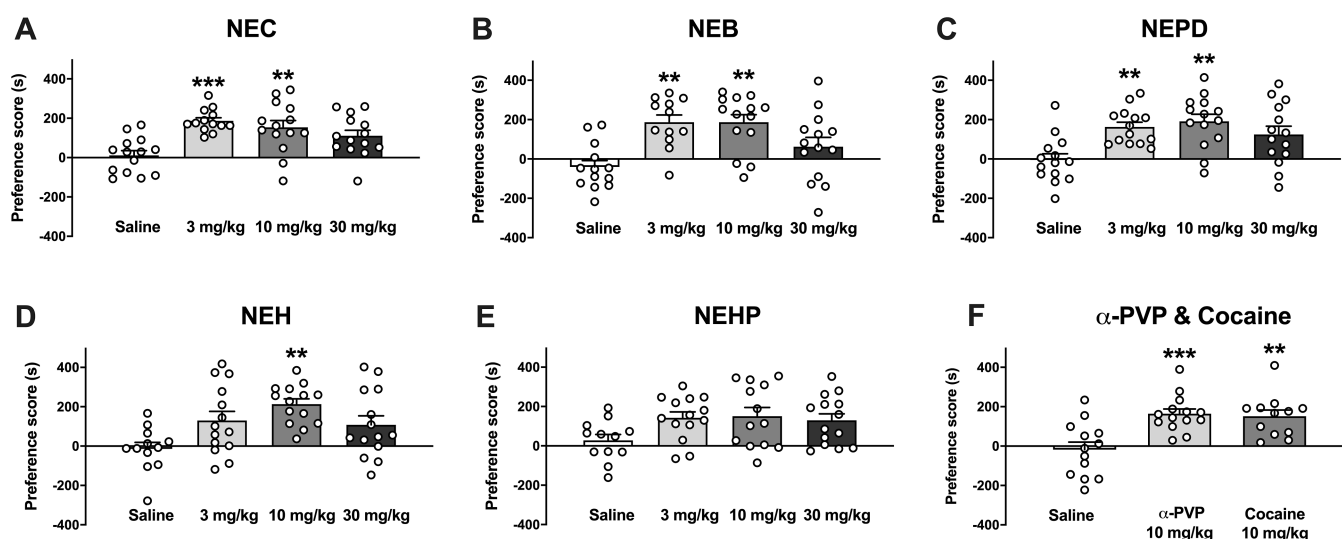 A
NEC
Preference score (s)
400
200
0
-200
-400
***
**
Saline
3 mg/kg
10 mg/kg
30 mg/kg
B
NEB
Preference score (s)
400
200
0
-200
-400
**
**
Saline
3 mg/kg
10 mg/kg
30 mg/kg
C
NEPD
Preference score (s)
400
200
0
-200
-400
**
**
Saline
3 mg/kg
10 mg/kg
30 mg/kg
D
NEH
Preference score (s)
400
200
0
-200
-400
**
Saline
3 mg/kg
10 mg/kg
30 mg/kg
E
NEHP
Preference score (s)
400
200
0
-200
-400
Saline
3 mg/kg
10 mg/kg
30 mg/kg
F
α-PVP & Cocaine
Preference score (s)
400
200
0
-200
-400
***
**
Saline
α-PVP
10 mg/kg
Cocaine
10 mg/kg